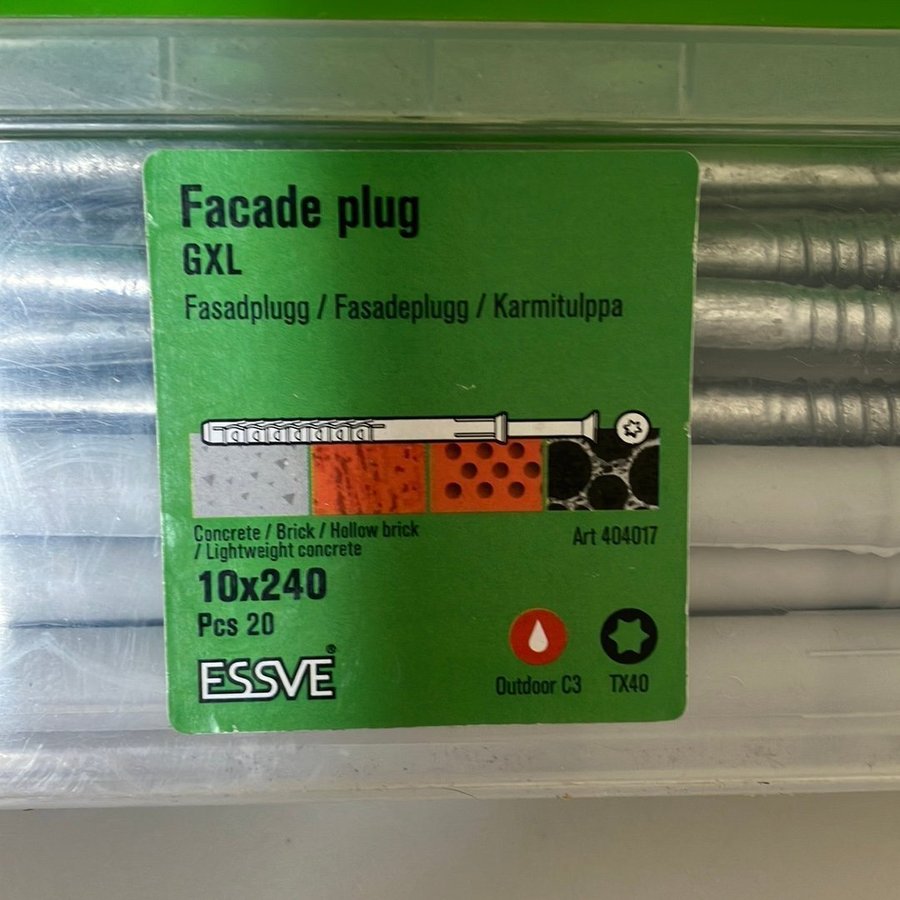 Facade plug
GXL
Fasadplugg / Fasadeplugg / Karmitulppa
Concrete / Brick / Hollow brick
/ Lightweight concrete
Art 404017
10x240
Pcs 20
ESSVE®
Outdoor C3
TX40